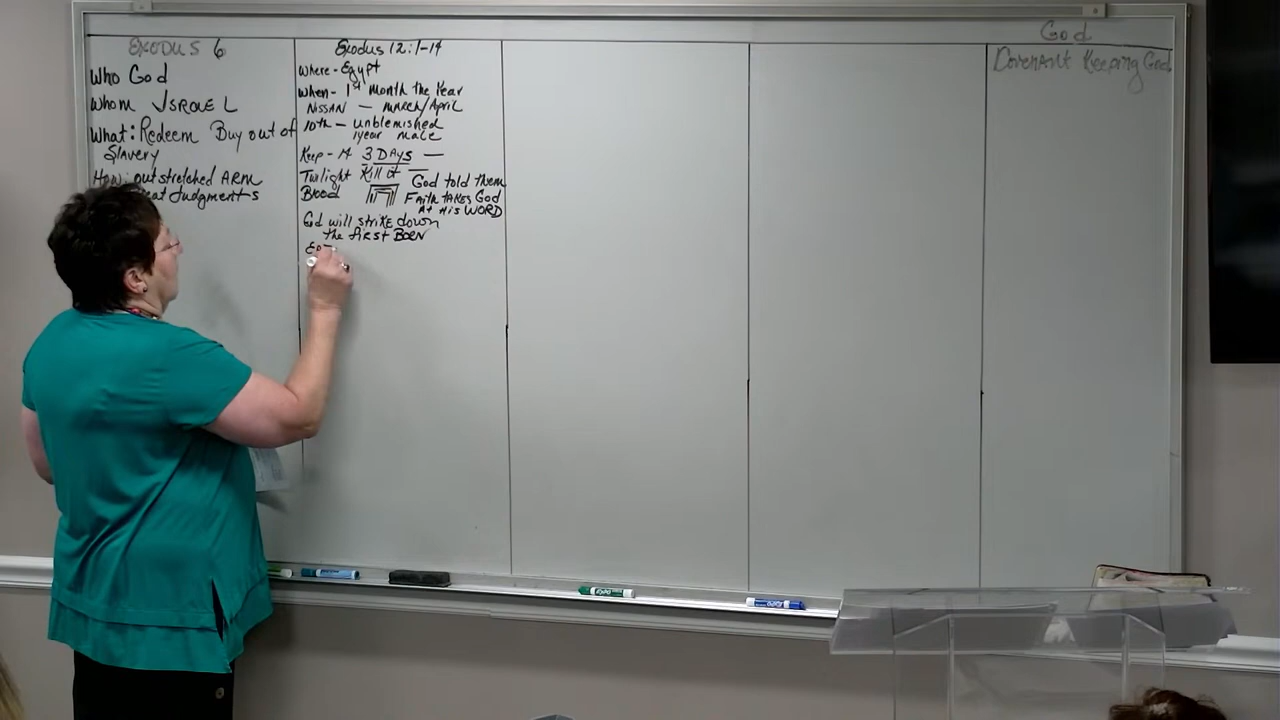 Exodus 6
Who God
Whom ISRAEL
What: Redeem Buy out of
Slavery
How: outstretched ARM
Judgments
Exodus 12:1-14
Where - Egypt
When - 1st Month the Year
NISSAN — MARCH/April
10th - unblemished
1year male
Keep - 14 3 DAYS —
Twilight Kill it —
Blood
God told them
FAITH TAKES God
At His WORD
God will strike down
the first BORN
God
Covenant Keeping God